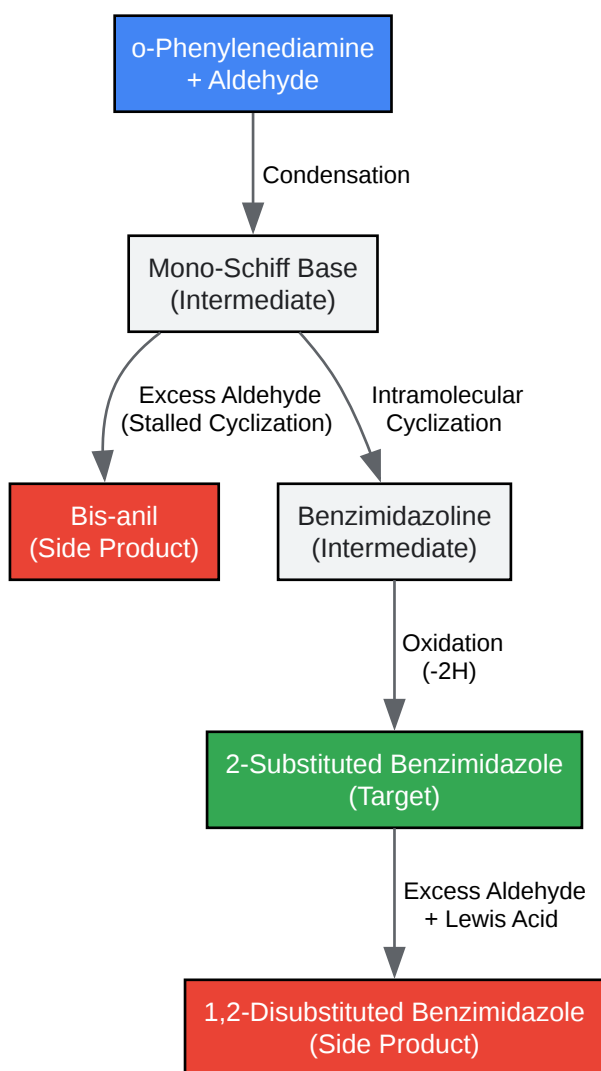 o-Phenylenediamine
+ Aldehyde
Condensation
Mono-Schiff Base
(Intermediate)
Excess Aldehyde
(Stalled Cyclization)
Intramolecular
Cyclization
Bis-anil
(Side Product)
Benzimidazoline
(Intermediate)
Oxidation
(-2H)
2-Substituted Benzimidazole
(Target)
Excess Aldehyde
+ Lewis Acid
1,2-Disubstituted Benzimidazole
(Side Product)